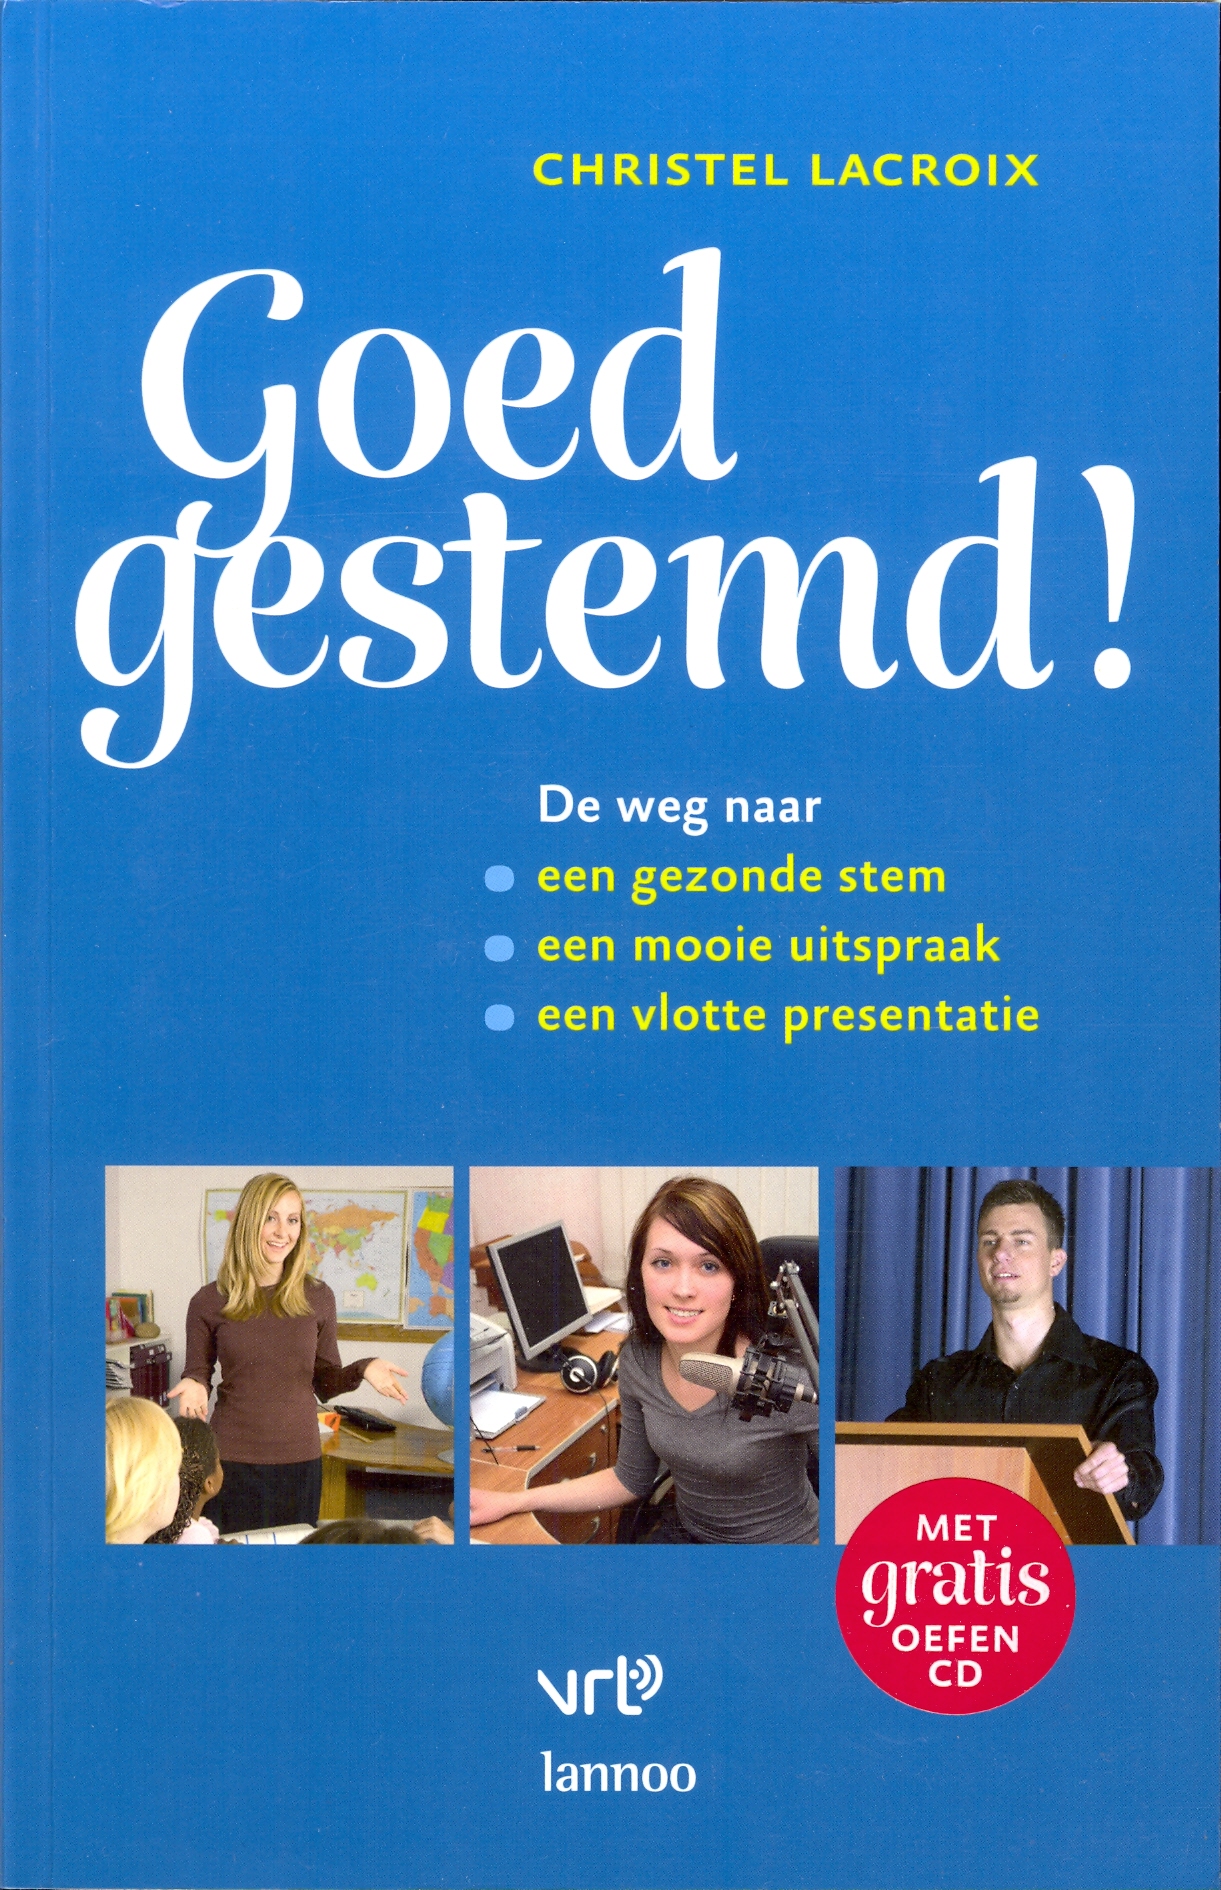 CHRISTEL LACROIX
Goed
gestemd!
De weg naar
een gezonde stem
een mooie uitspraak
een vlotte presentatie
MET
gratis
OEFEN
CD
vrt
lannoo